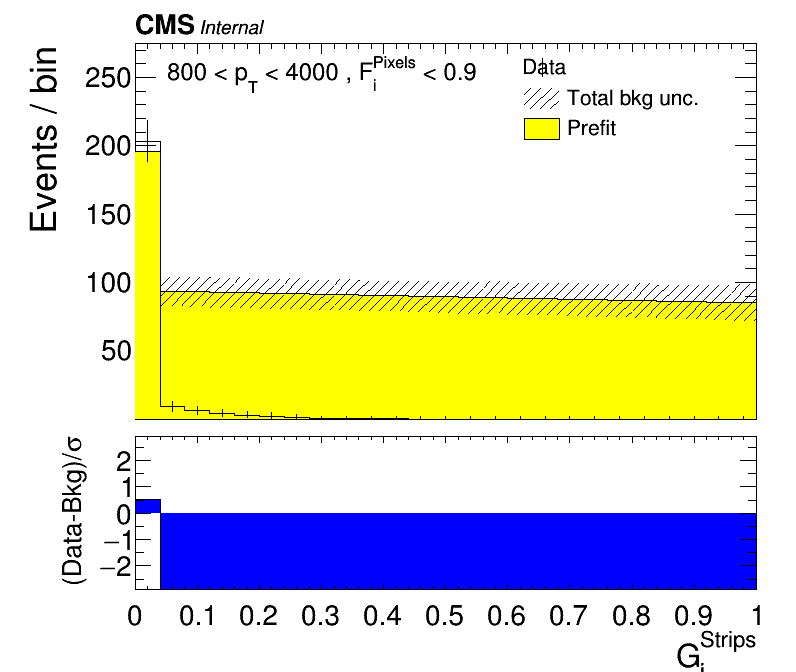 CMS Internal
Events / bin
250
200
150
100
50
800 < p_T < 4000 , F_i^Pixels < 0.9
Data
Total bkg unc.
Prefit
(Data-Bkg)/σ
2
1
0
−1
−2
0 0.1 0.2 0.3 0.4 0.5 0.6 0.7 0.8 0.9 1
G_i^Strips